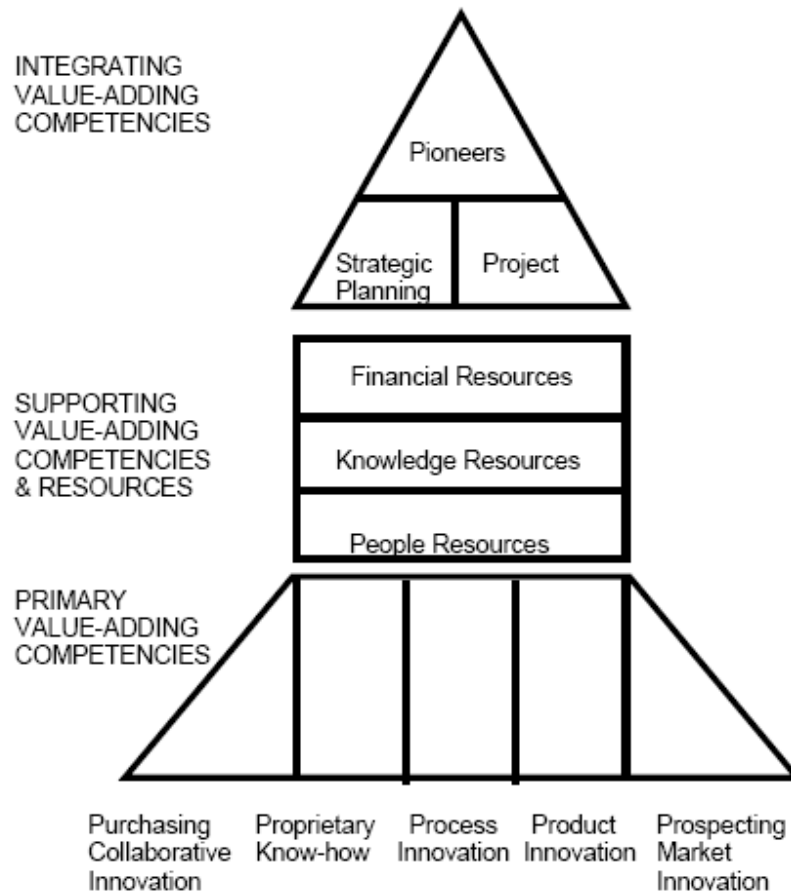 INTEGRATING
VALUE-ADDING
COMPETENCIES
Pioneers
Strategic
Planning
Project
SUPPORTING
VALUE-ADDING
COMPETENCIES
& RESOURCES
Financial Resources
Knowledge Resources
People Resources
PRIMARY
VALUE-ADDING
COMPETENCIES
Purchasing
Collaborative
Innovation
Proprietary
Know-how
Process
Innovation
Product
Innovation
Prospecting
Market
Innovation